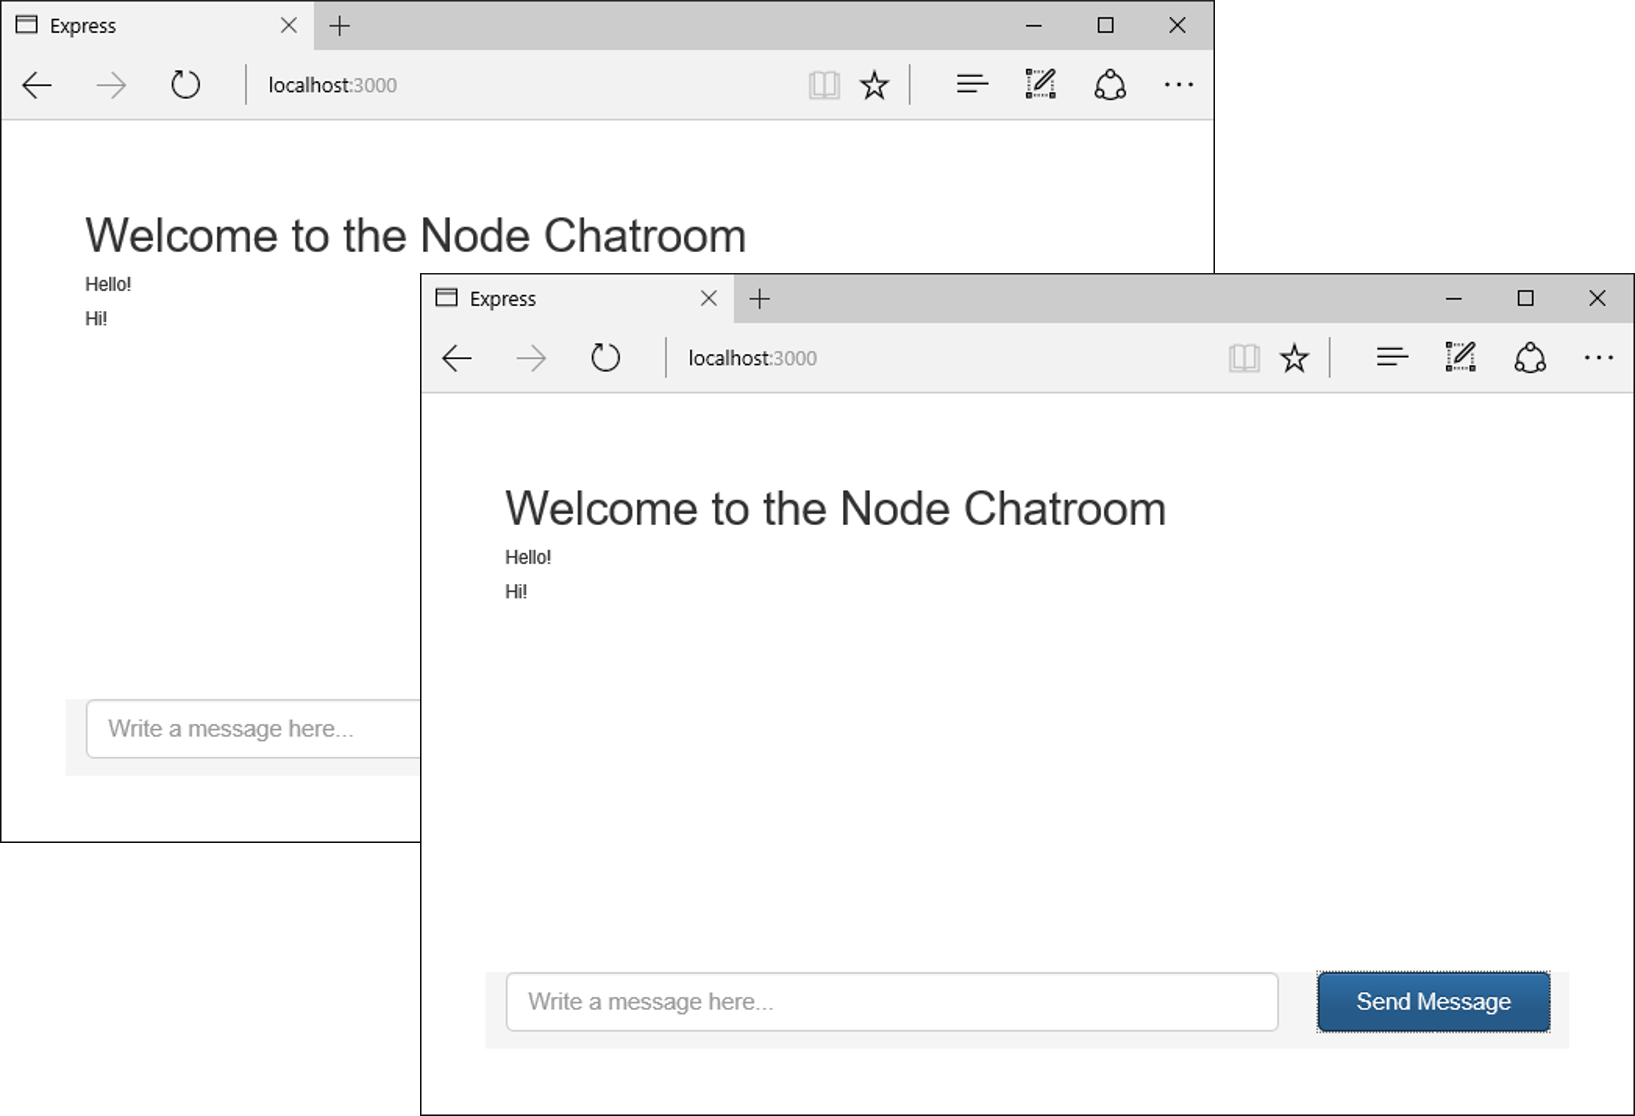 Express
localhost:3000
Welcome to the Node Chatroom
Hello!
Hi!
Write a message here...
Express
localhost:3000
Welcome to the Node Chatroom
Hello!
Hi!
Write a message here...
Send Message